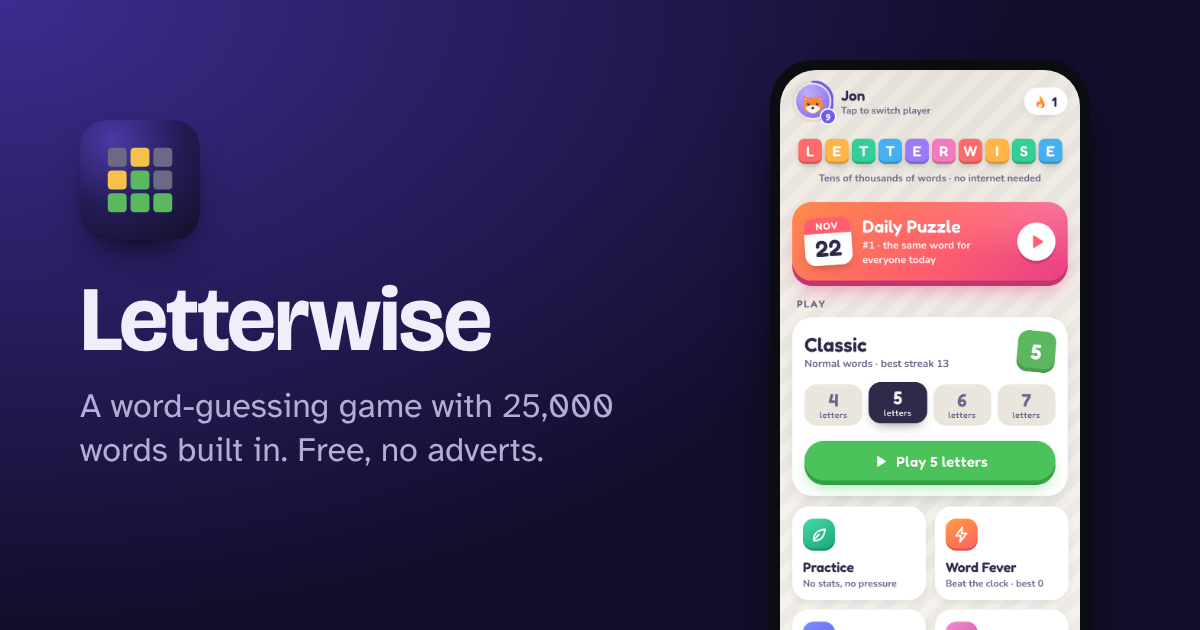 Letterwise
A word-guessing game with 25,000
words built in. Free, no adverts.
Jon
Tap to switch player
9
1
LETTERWISE
Tens of thousands of words · no internet needed
NOV
22
Daily Puzzle
#1 · the same word for
everyone today
PLAY
Classic
Normal words · best streak 13
5
4
letters
5
letters
6
letters
7
letters
Play 5 letters
Practice
No stats, no pressure
Word Fever
Beat the clock · best 0